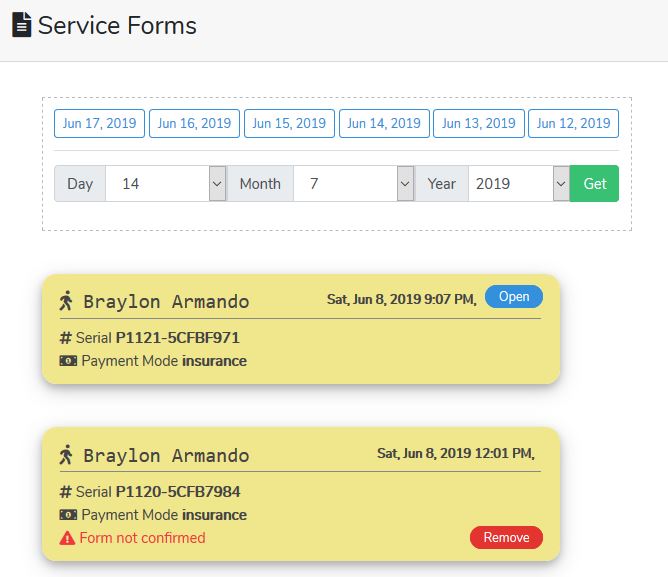 Service Forms
Jun 17, 2019 Jun 16, 2019 Jun 15, 2019 Jun 14, 2019 Jun 13, 2019 Jun 12, 2019
Day 14 Month 7 Year 2019 Get
Braylon Armando Sat, Jun 8, 2019 9:07 PM, Open
# Serial P1121-5CFBF971
Payment Mode insurance
Braylon Armando Sat, Jun 8, 2019 12:01 PM,
# Serial P1120-5CFB7984
Payment Mode insurance
Form not confirmed Remove